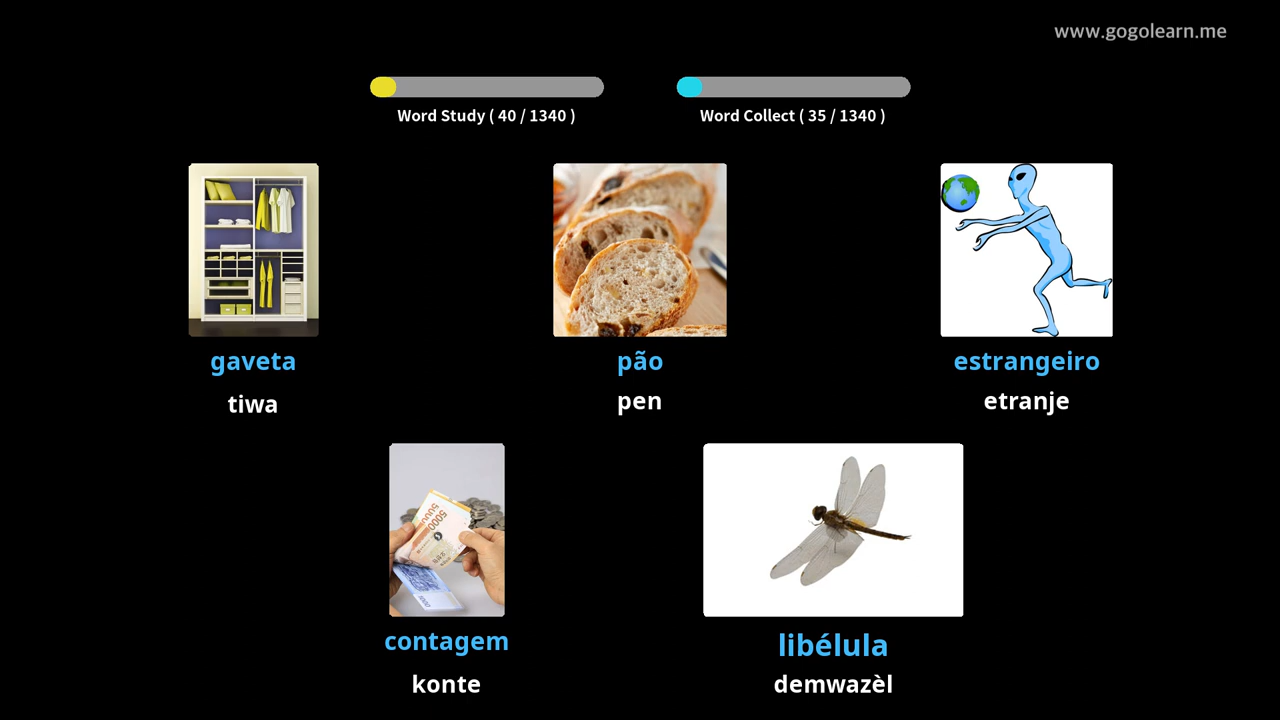 www.gogolearn.me
Word Study ( 40 / 1340 )
Word Collect ( 35 / 1340 )
gaveta
pão
estrangeiro
tiwa
pen
etranje
5000
contagem
libélula
konte
demwazèl